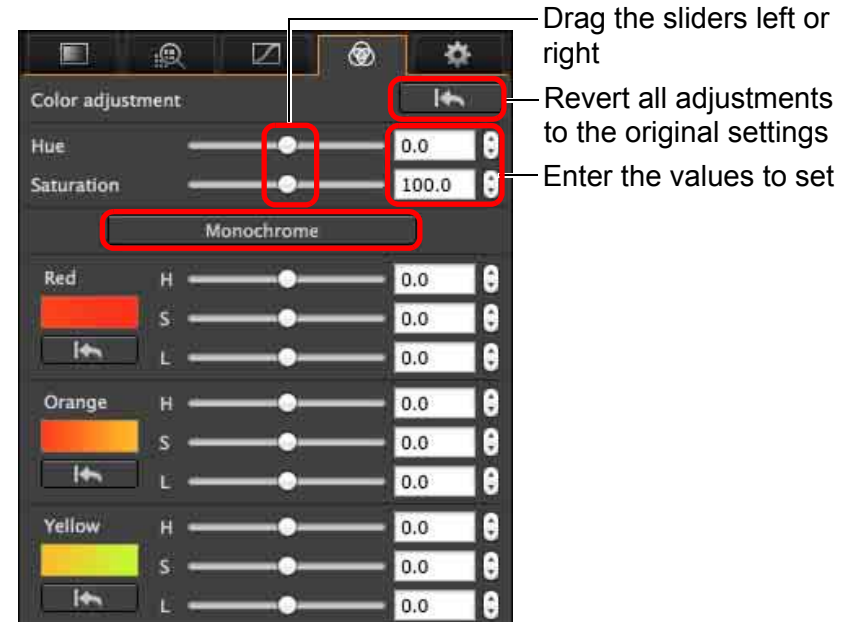 Drag the sliders left or
right
Color adjustment
Revert all adjustments
to the original settings
Hue 0.0
Enter the values to set
Saturation 100.0
Monochrome
Red H 0.0
S 0.0
L 0.0
Orange H 0.0
S 0.0
L 0.0
Yellow H 0.0
S 0.0
L 0.0